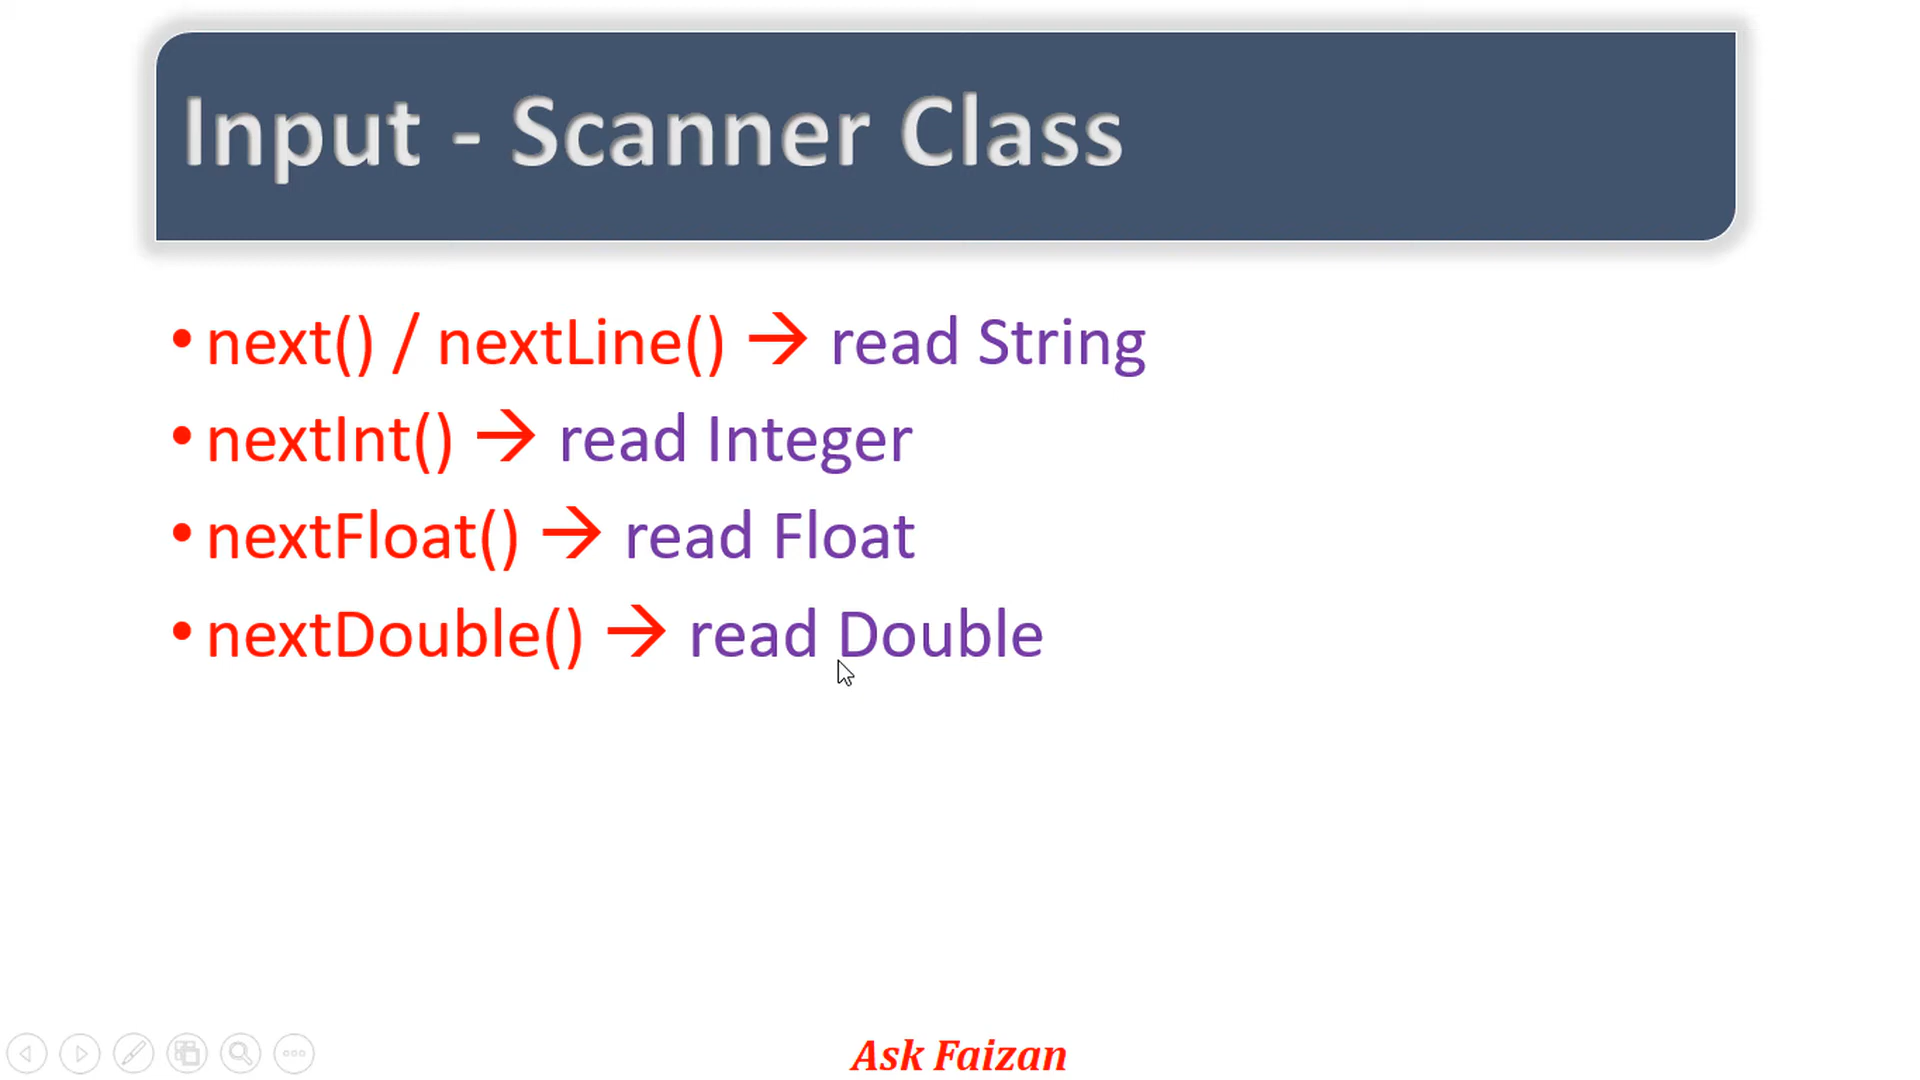 Input - Scanner Class
• next() / nextLine() → read String
• nextInt() → read Integer
• nextFloat() → read Float
• nextDouble() → read Double
Ask Faizan